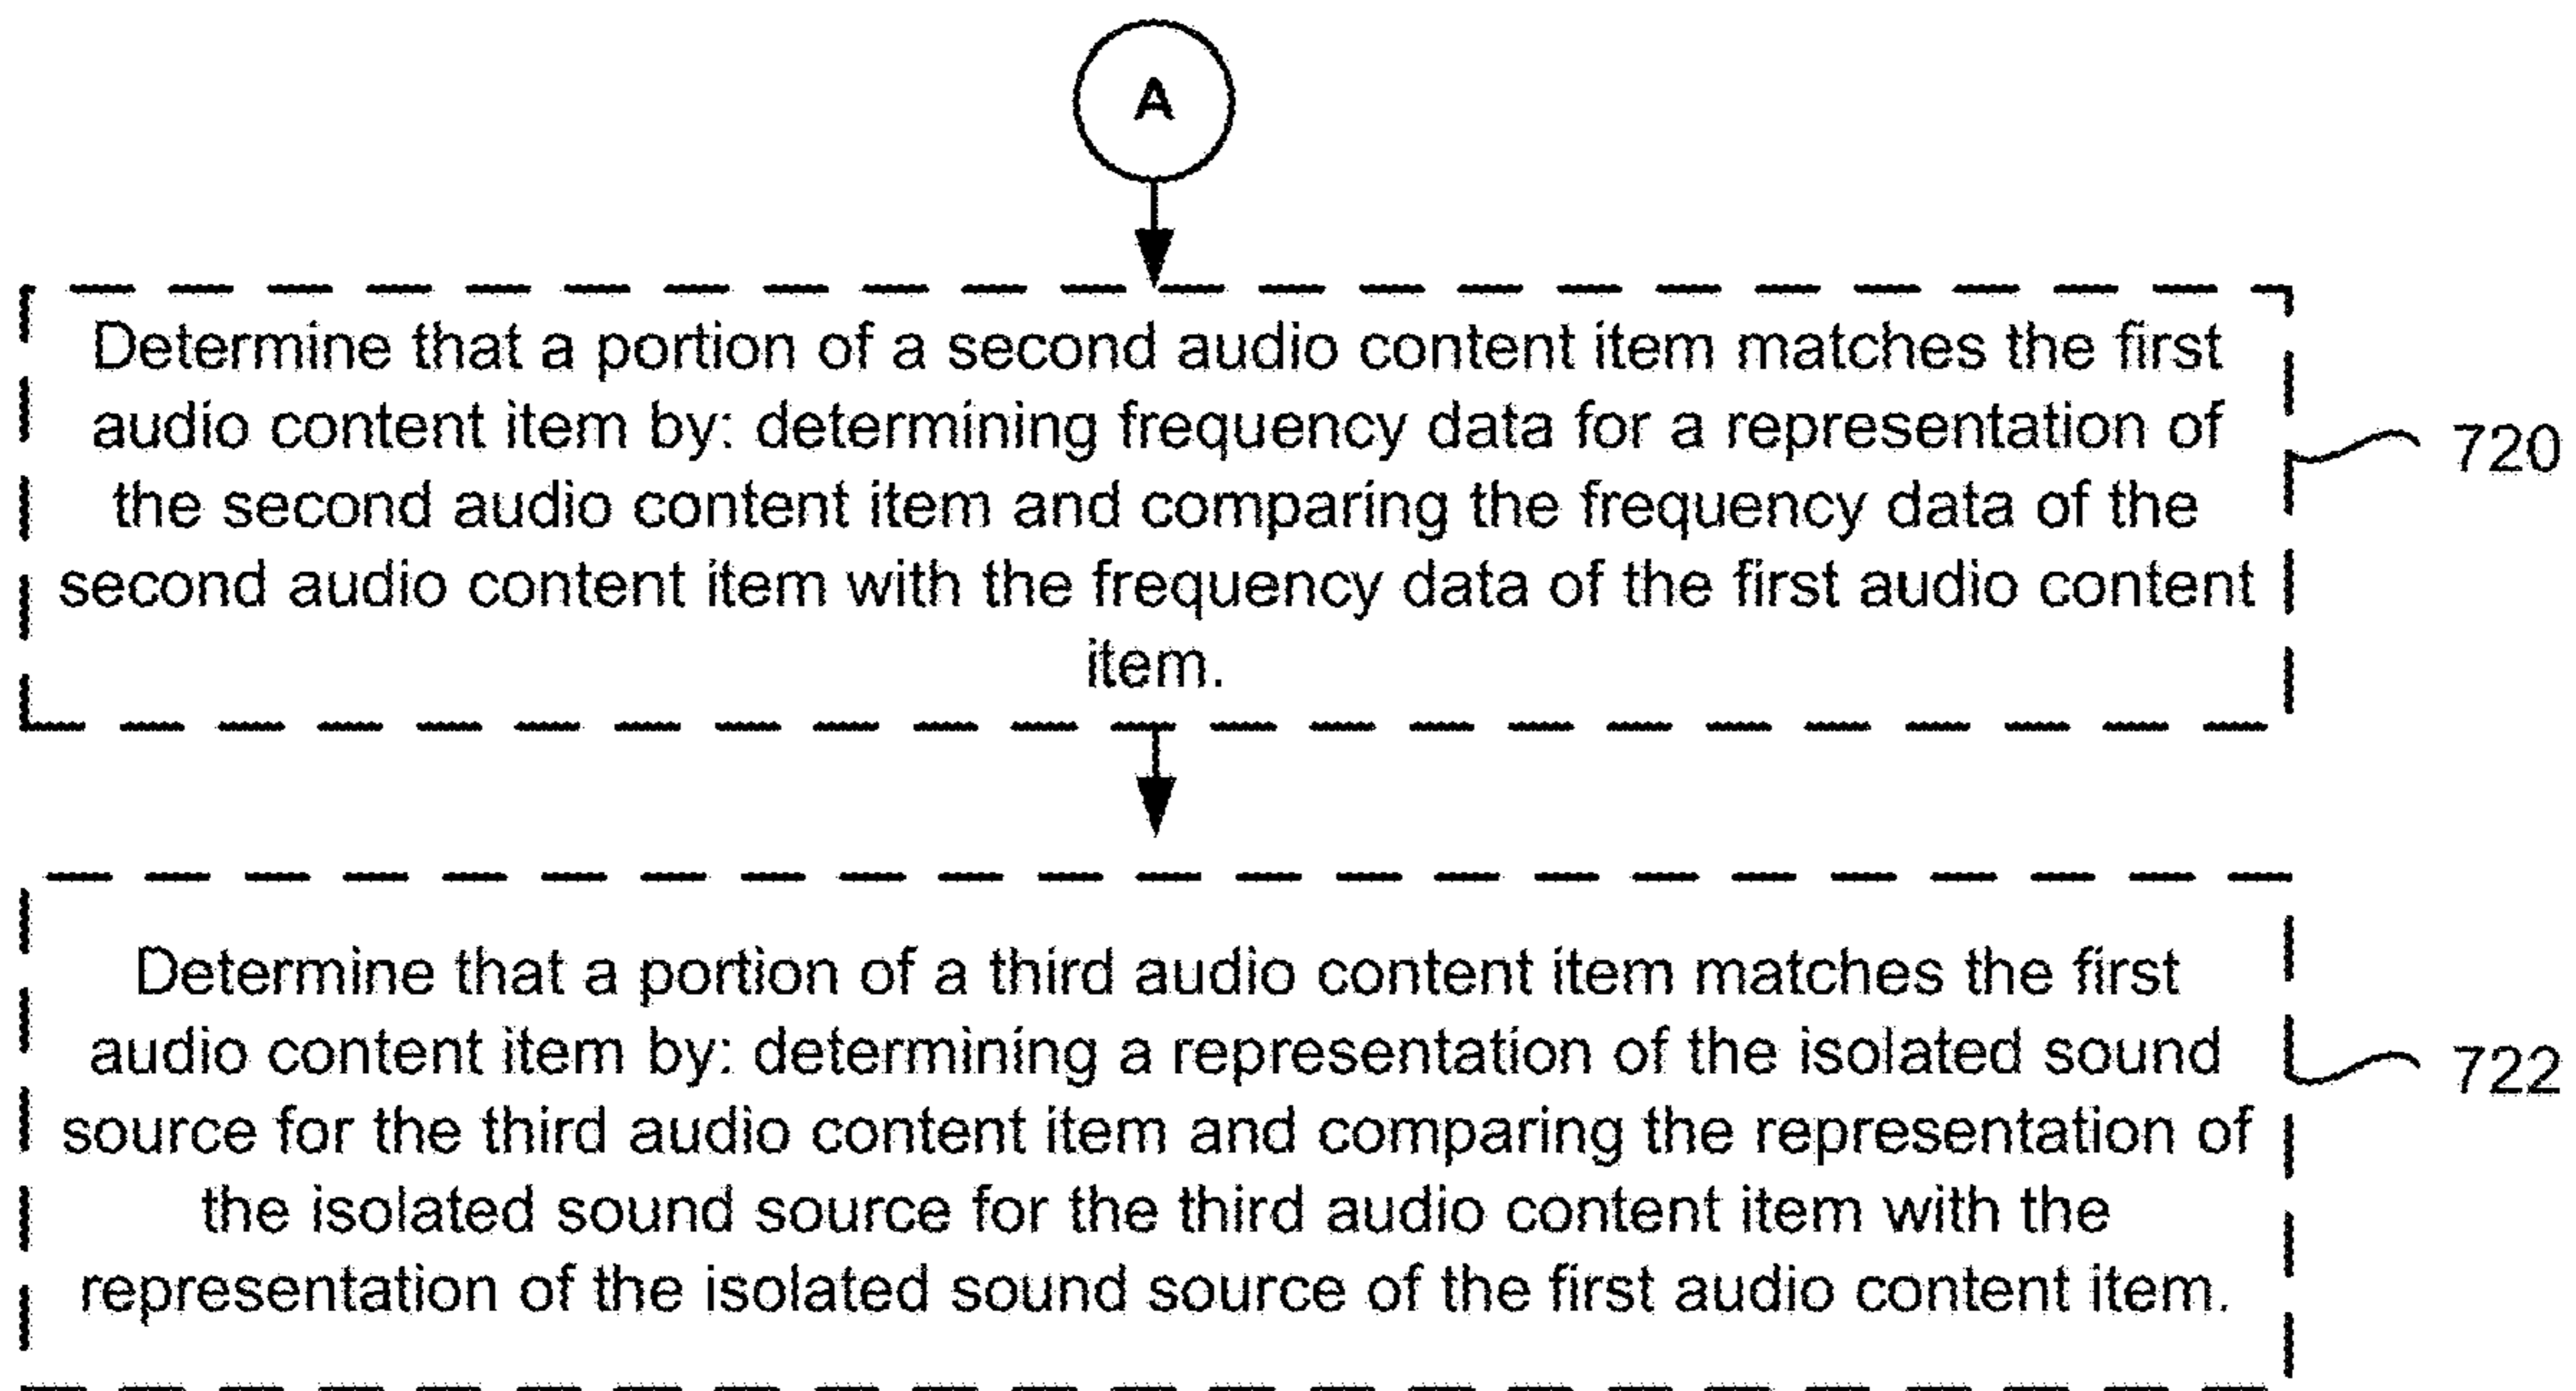 A
Determine that a portion of a second audio content item matches the first
audio content item by: determining frequency data for a representation of
the second audio content item and comparing the frequency data of the
second audio content item with the frequency data of the first audio content
item.
720
Determine that a portion of a third audio content item matches the first
audio content item by: determining a representation of the isolated sound
source for the third audio content item and comparing the representation of
the isolated sound source for the third audio content item with the
representation of the isolated sound source of the first audio content item.
722